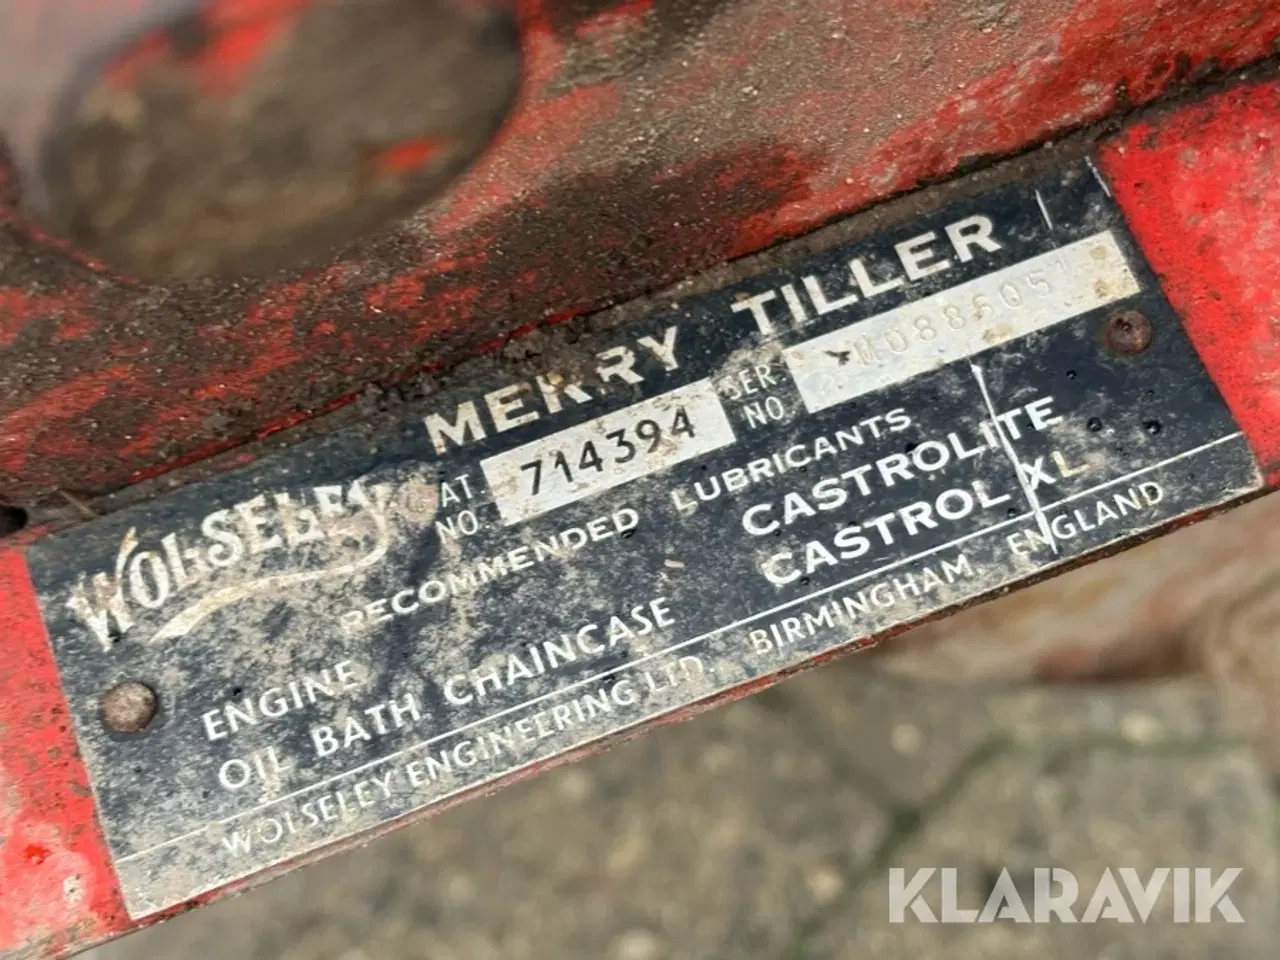 MERRY TILLER
WOLSELEY
CAT. NO. 714394 SER. NO.
RECOMMENDED LUBRICANTS
ENGINE CASTROLITE
OIL BATH CHAINCASE CASTROL XL
WOLSELEY ENGINEERING LTD. BIRMINGHAM ENGLAND
KLARAVIK